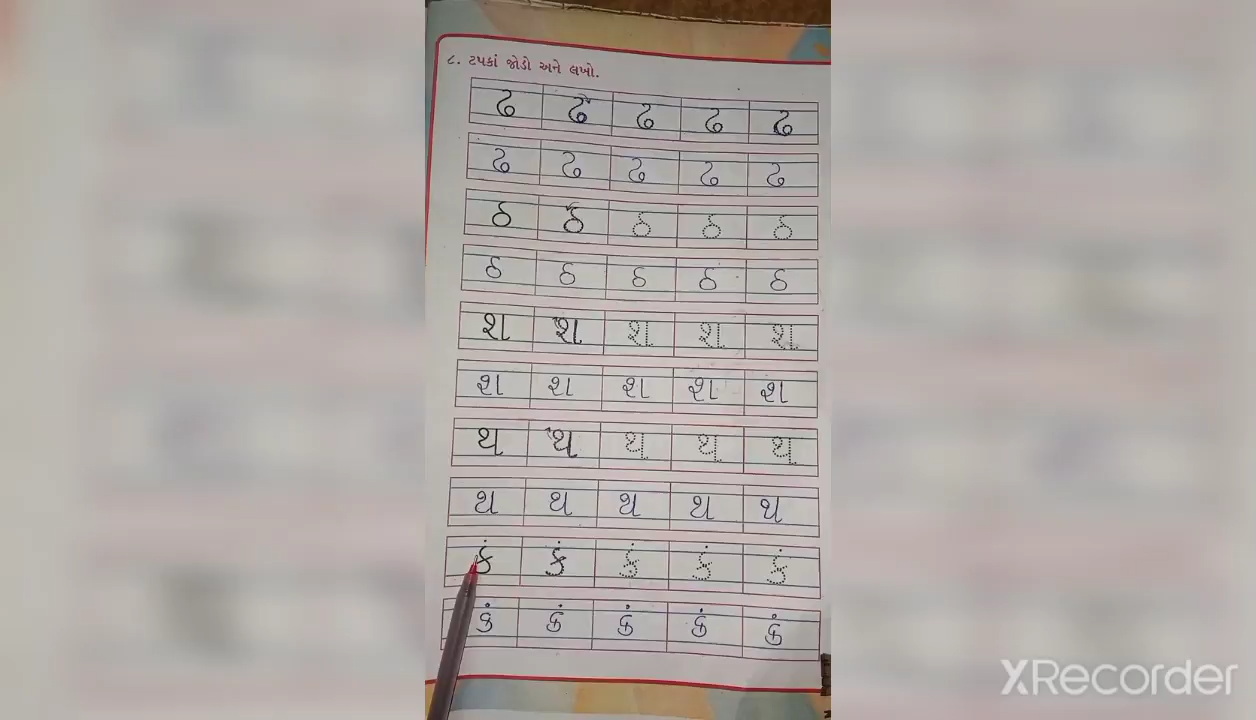 ૮. ટપકાં જોડો અને લખો.
ઢ ઢ ઢ ઢ ઢ
ઢ ઢ ઢ ઢ ઢ
ઠ ઠ ઠ ઠ ઠ
ઠ ઠ ઠ ઠ ઠ
શ શ શ શ શ
શ શ શ શ શ
થ થ થ થ થ
થ થ થ થ થ
કં કં કં કં કં
કં કં કં કં કં
XRecorder